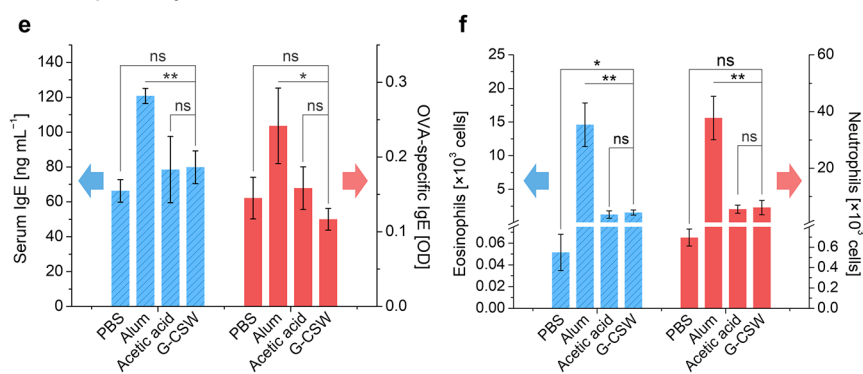 e
ns
**
ns
ns
*
ns
140
120
100
80
60
40
20
0
Serum IgE [ng mL⁻¹]
0.3
0.2
0.1
0.0
OVA-specific IgE [OD]
PBS
Alum
Acetic acid
G-CSW
PBS
Alum
Acetic acid
G-CSW
f
*
**
ns
ns
**
ns
25
20
15
10
5
0.06
0.04
0.02
0.00
Eosinophils [×10³ cells]
60
40
20
0.6
0.4
0.2
0.0
Neutrophils [×10³ cells]
PBS
Alum
Acetic acid
G-CSW
PBS
Alum
Acetic acid
G-CSW